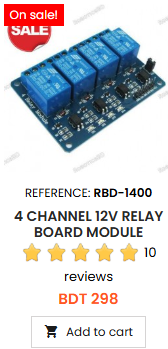 On sale!
SALE
REFERENCE: RBD-1400
4 CHANNEL 12V RELAY
BOARD MODULE
10
reviews
BDT 298
Add to cart